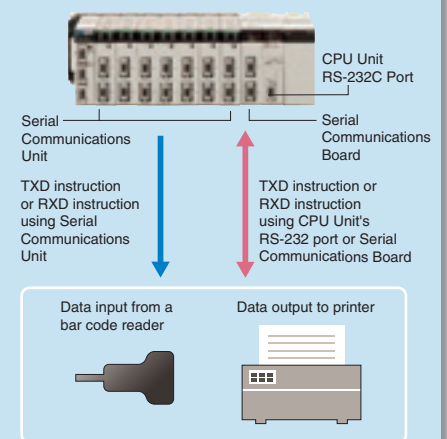 CPU Unit
RS-232C Port
Serial
Communications
Unit
Serial
Communications
Board
TXD instruction
or RXD instruction
using Serial
Communications
Unit
TXD instruction or
RXD instruction
using CPU Unit's
RS-232 port or Serial
Communications Board
Data input from a
bar code reader
Data output to printer